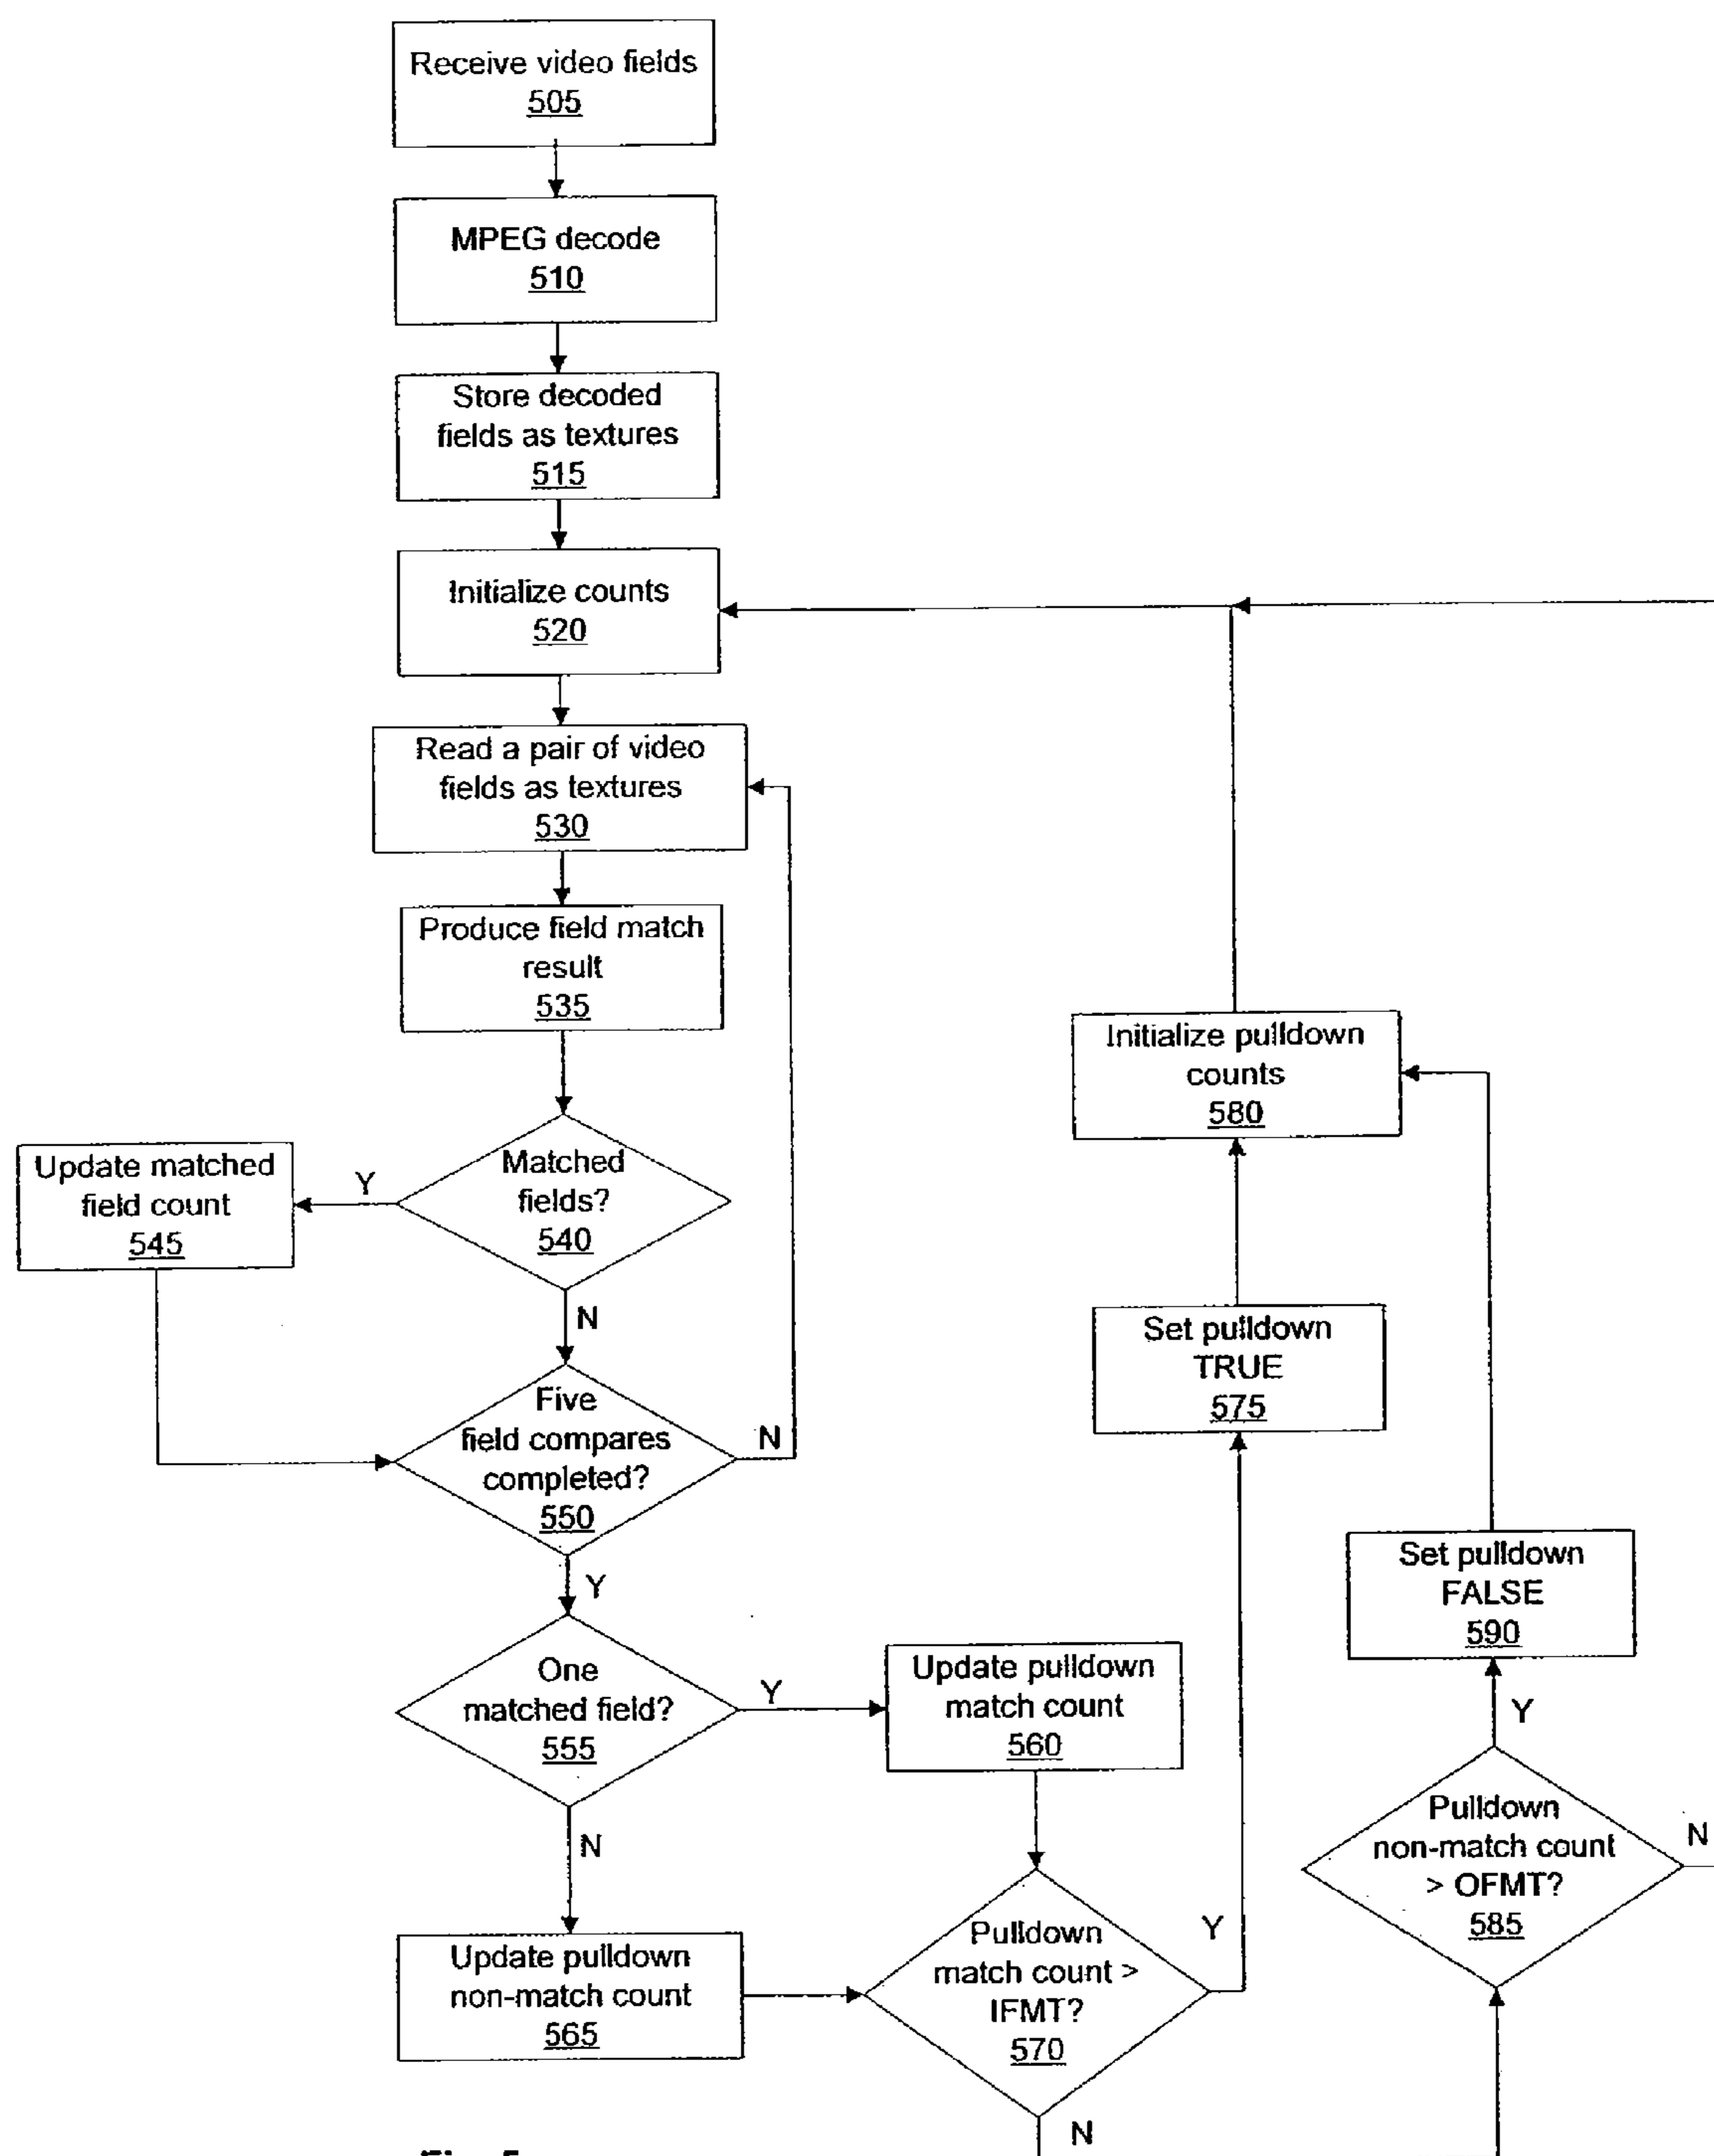 Receive video fields
505
MPEG decode
510
Store decoded
fields as textures
515
Initialize counts
520
Read a pair of video
fields as textures
530
Produce field match
result
535
Matched
fields?
540
Y
N
Update matched
field count
545
Five
field compares
completed?
550
N
Y
One
matched field?
555
Y
N
Update pulldown
match count
560
Update pulldown
non-match count
565
Pulldown
match count >
IFMT?
570
Y
N
Set pulldown
TRUE
575
Initialize pulldown
counts
580
Set pulldown
FALSE
590
Y
Pulldown
non-match count
> OFMT?
585
N